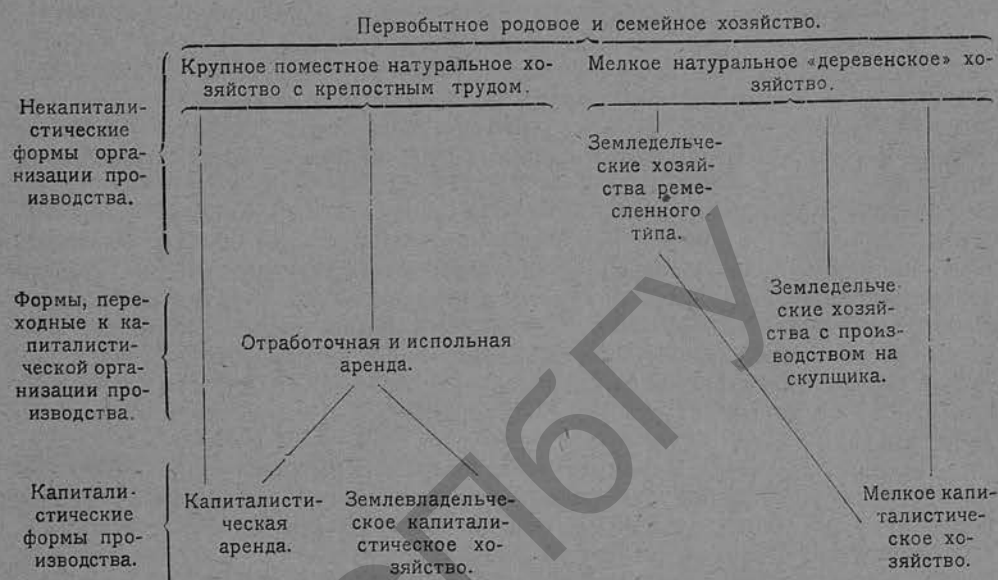 Первобытное родовое и семейное хозяйство.
Некапитали-
стические
формы орга-
низации про-
изводства.
Крупное поместное натуральное хо-
зяйство с крепостным трудом.
Мелкое натуральное «деревенское» хо-
зяйство.
Земледельче-
ские хозяй-
ства реме-
сленного
типа.
Формы, пере-
ходные к ка-
питалисти-
ческой орга-
низации про-
изводства.
Отработочная и испольная
аренда.
Земледельче
ские хозяй-
ства с произ-
водством на
скупщика.
Капитали-
стические
формы про-
изводства.
Капиталисти-
ческая
аренда.
Землевладельче-
ское капитали-
стическое хо-
зяйство.
Мелкое капи-
талистиче-
ское хо-
зяйство.